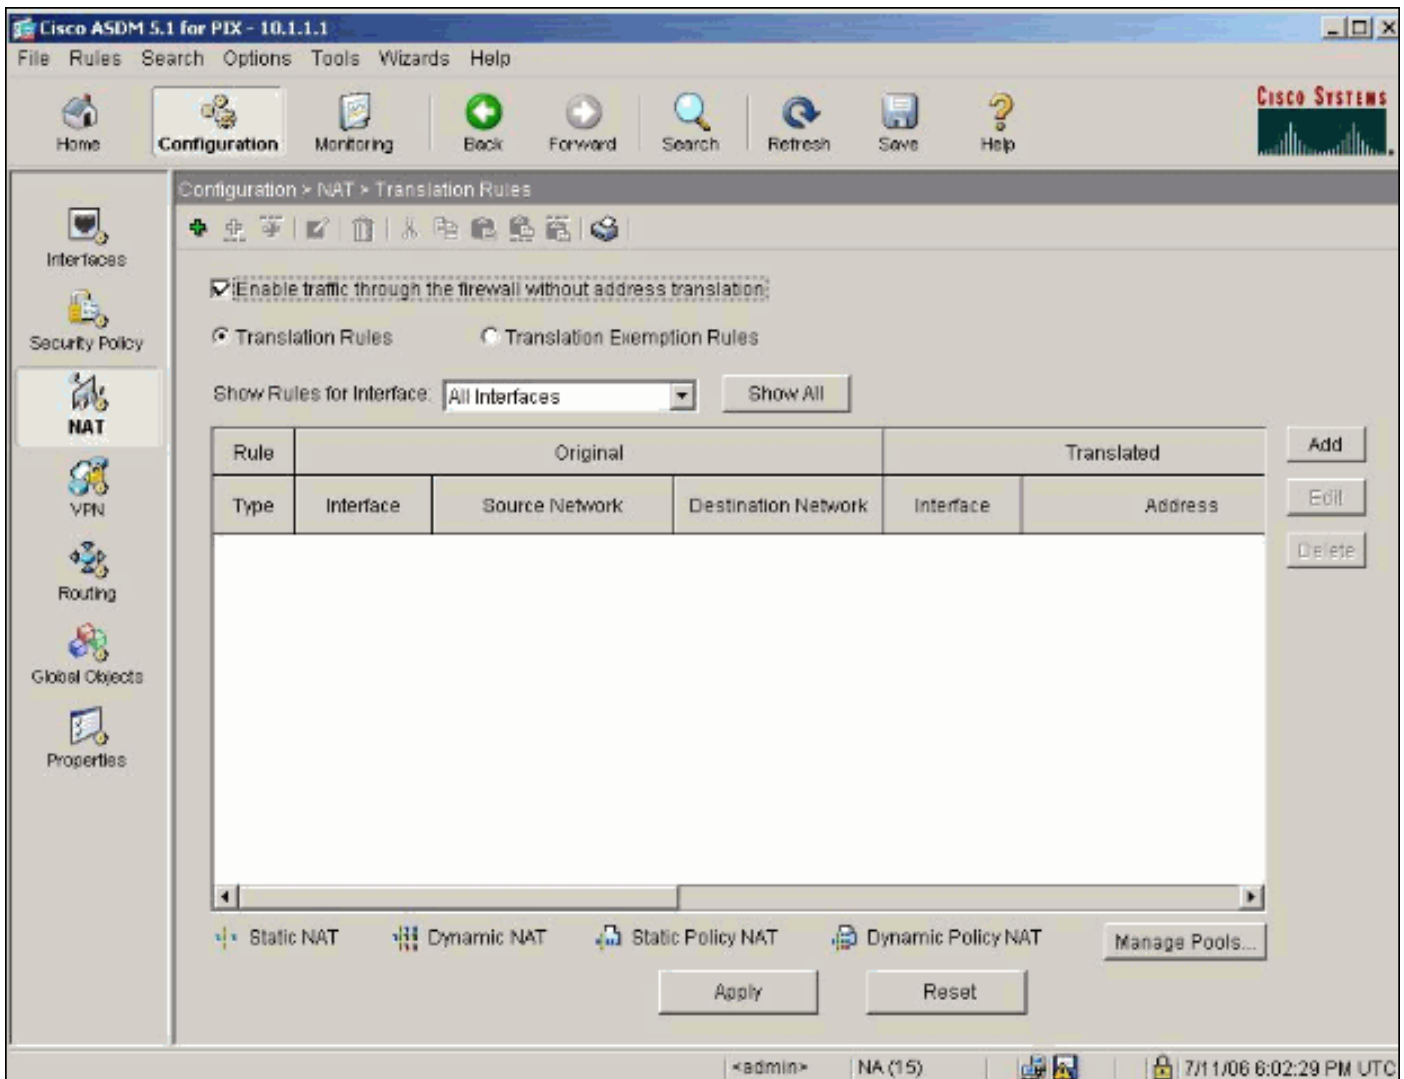 Cisco ASDM 5.1 for PIX - 10.1.1.1
File Rules Search Options Tools Wizards Help
Home Configuration Monitoring Back Forward Search Refresh Save Help
CISCO SYSTEMS
Configuration > NAT > Translation Rules
Interfaces
Security Policy
NAT
VPN
Routing
Global Objects
Properties
Enable traffic through the firewall without address translation
Translation Rules Translation Exemption Rules
Show Rules for Interface: All Interfaces Show All
Rule Original Translated
Type Interface Source Network Destination Network Interface Address
Add
Edit
Delete
Static NAT Dynamic NAT Static Policy NAT Dynamic Policy NAT Manage Pools...
Apply Reset
<admin> NA (15) 7/11/06 6:02:29 PM UTC